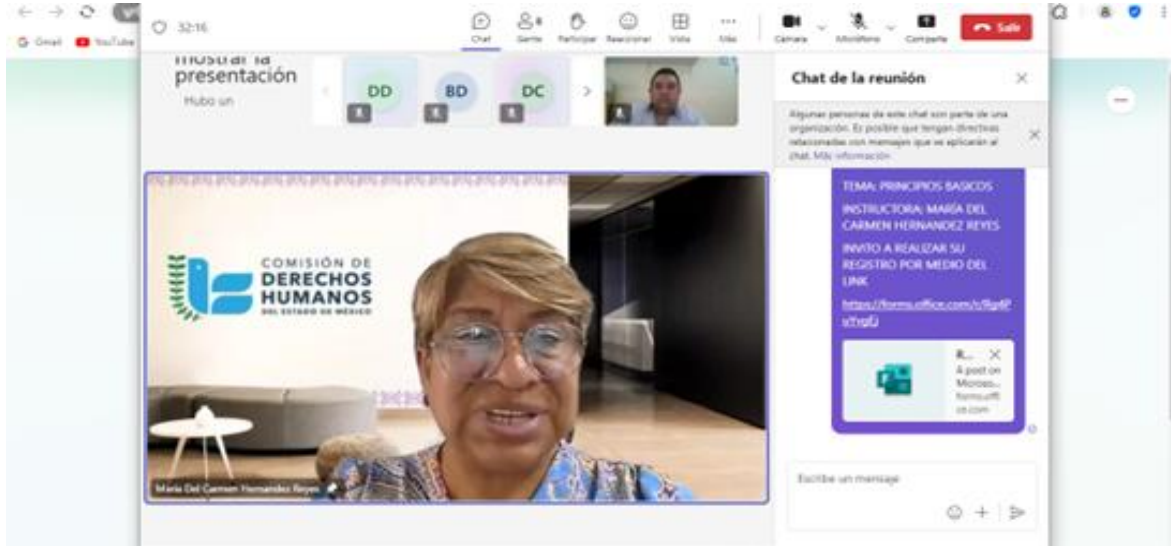 Gmail
YouTube
32:16
8
Chat
Gente
Participar
Reaccionar
Vista
Más
Cámara
Micrófono
Compartir
Salir
mostrar la
presentación
Hubo un
DD
BD
DC
Chat de la reunión
Algunas personas de este chat son parte de una
organización. Es posible que tengan directivas
relacionadas con mensajes que se aplicarán al
chat. Más información
TEMA: PRINCIPIOS BASICOS
INSTRUCTORA: MARÍA DEL
CARMEN HERNANDEZ REYES
INVITO A REALIZAR SU
REGISTRO POR MEDIO DEL
LINK
R...
A post on
Microso...
forms.offi
ce.com
COMISIÓN DE
DERECHOS
HUMANOS
DEL ESTADO DE MÉXICO
María Del Carmen Hernandez Reyes
Escribe un mensaje